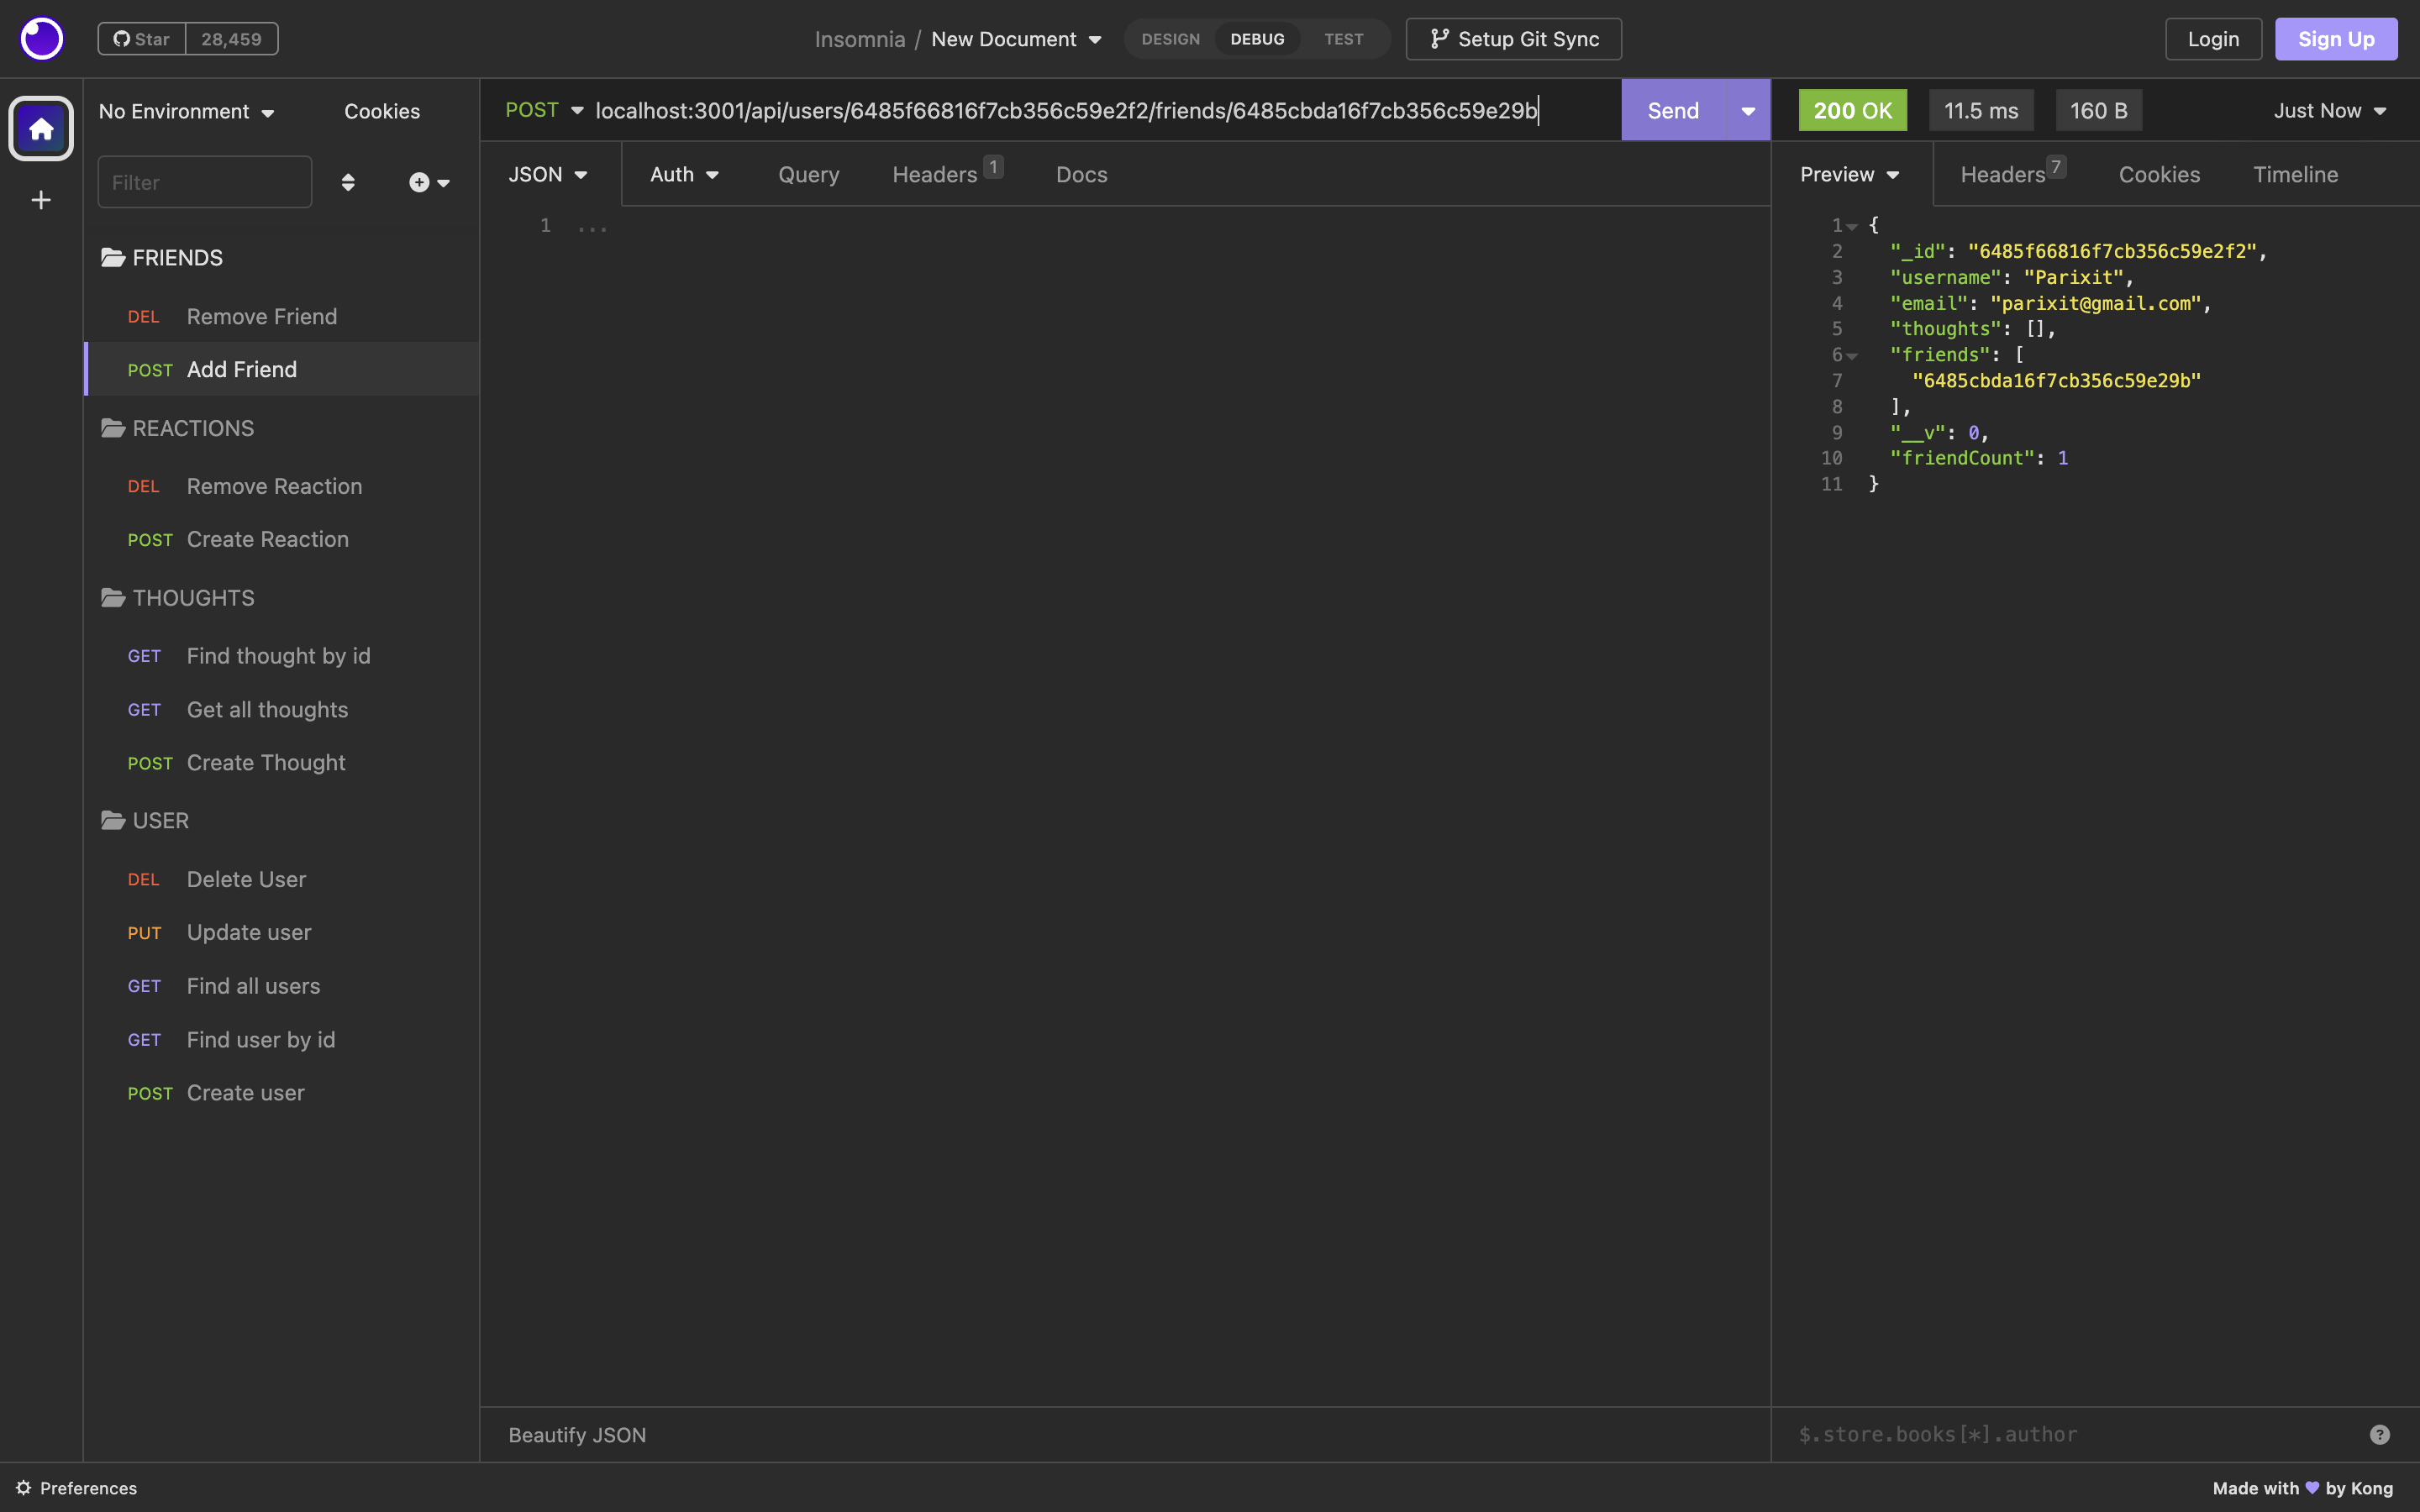 Star 28,459
Insomnia / New Document
DESIGN DEBUG TEST
Setup Git Sync
Login
Sign Up
No Environment
Cookies
Filter
FRIENDS
DEL Remove Friend
POST Add Friend
REACTIONS
DEL Remove Reaction
POST Create Reaction
THOUGHTS
GET Find thought by id
GET Get all thoughts
POST Create Thought
USER
DEL Delete User
PUT Update user
GET Find all users
GET Find user by id
POST Create user
POST localhost:3001/api/users/6485f66816f7cb356c59e2f2/friends/6485cbda16f7cb356c59e29b
Send
JSON Auth Query Headers 1 Docs
1 ...
Beautify JSON
200 OK 11.5 ms 160 B Just Now
Preview Headers 7 Cookies Timeline
1 {
2 "_id": "6485f66816f7cb356c59e2f2",
3 "username": "Parixit",
4 "email": "parixit@gmail.com",
5 "thoughts": [],
6 "friends": [
7 "6485cbda16f7cb356c59e29b"
8 ],
9 "__v": 0,
10 "friendCount": 1
11 }
$.store.books[*].author
?
Preferences
Made with 💜 by Kong